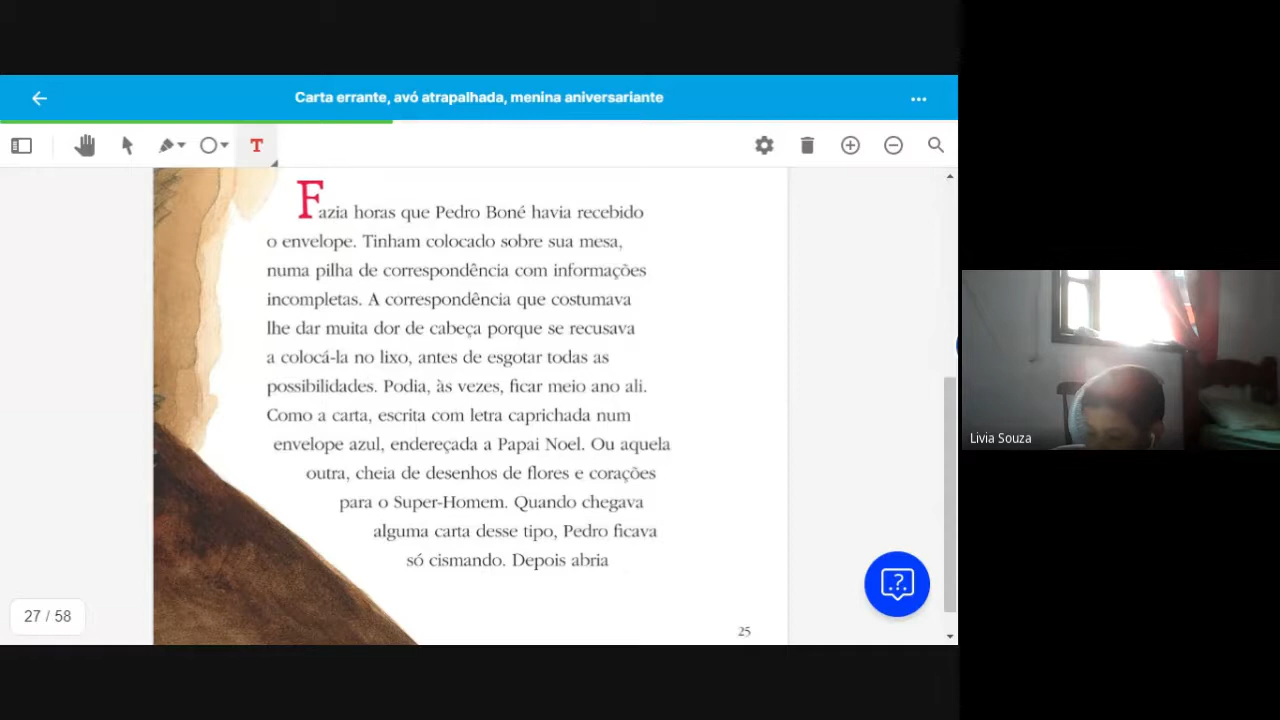 Carta errante, avó atrapalhada, menina aniversariante
T
Fazia horas que Pedro Boné havia recebido
o envelope. Tinham colocado sobre sua mesa,
numa pilha de correspondência com informações
incompletas. A correspondência que costumava
lhe dar muita dor de cabeça porque se recusava
a colocá-la no lixo, antes de esgotar todas as
possibilidades. Podia, às vezes, ficar meio ano ali.
Como a carta, escrita com letra caprichada num
envelope azul, endereçada a Papai Noel. Ou aquela
outra, cheia de desenhos de flores e corações
para o Super-Homem. Quando chegava
alguma carta desse tipo, Pedro ficava
só cismando. Depois abria
27 / 58
25
Livia Souza